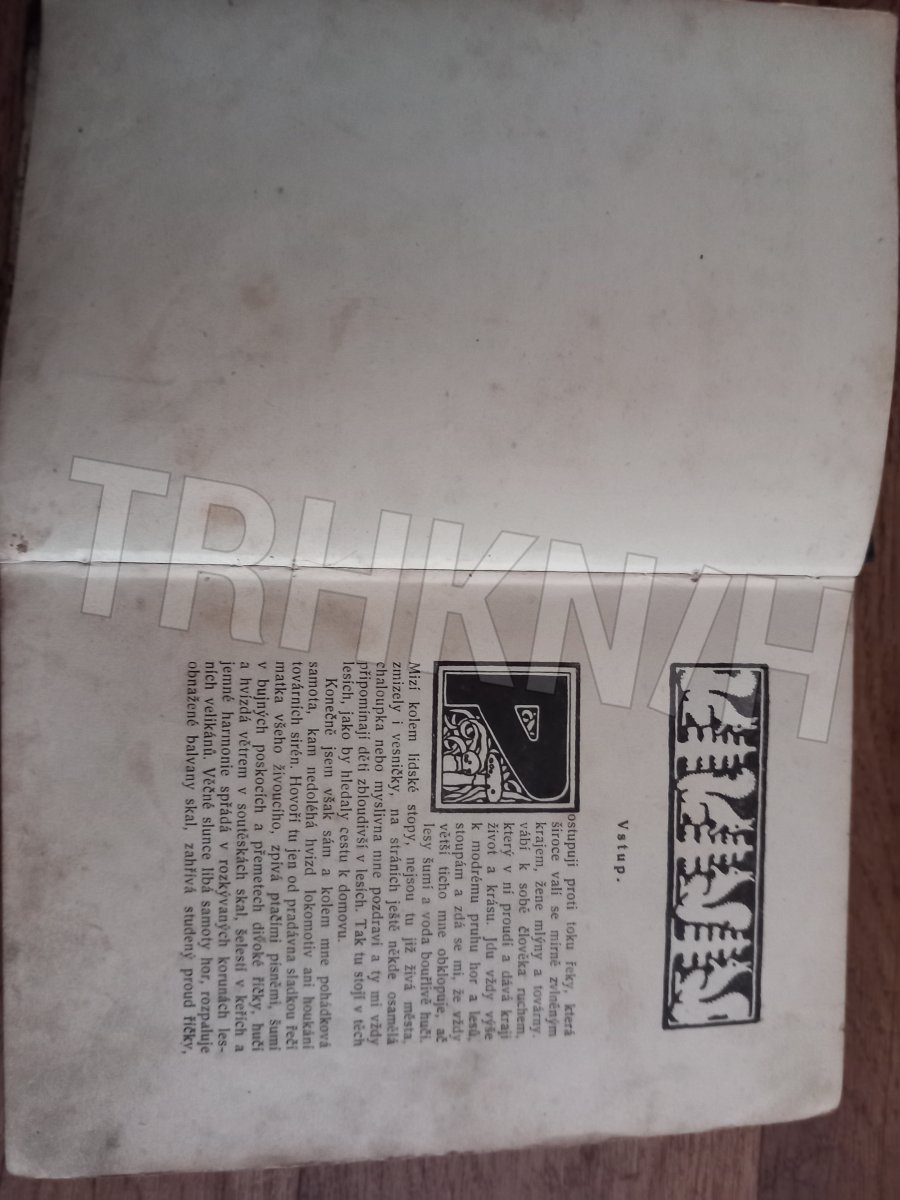 Vstup.
Postupuji proti toku řeky, která
široce valí se mírně zvlněným
krajem, žene mlýny a továrny,
vábí k sobě člověka ruchem,
který v ní proudí a dává kraji
život a krásu. Jdu vždy výše
k modrému pruhu hor a lesů,
stoupám a zdá se mi, že vždy
větší ticho mne obklopuje, ač
lesy šumí a voda bouřlivě hučí.
Mizí kolem lidské stopy, nejsou tu již živá města,
zmizely i vesničky, na stráních ještě někde osamělá
chaloupka nebo myslivna mne pozdraví a ty mi vždy
připomínají děti zbloudivší v lesích. Tak tu stojí v těch
lesích, jako by hledaly cestu k domovu.
Konečně jsem však sám a kolem mne pohádková
samota, kam nedoléhá hvizd lokomotiv ani houkání
továrních sirén. Hovoří tu jen od pradávna sladkou řečí
matka všeho živoucího, zpívá ptačími písněmi, šumí
v bujných poskocích a přemetech divoké říčky, hučí
a hvízdá větrem v soutěskách skal, šelestí v keřích a
jemné harmonie spřádá v rozkývaných korunách les-
ních velikánů. Věčné slunce líbá samoty hor, rozpaluje
obnažené balvany skal, zahřívá studený proud říčky,
TRHKNIH